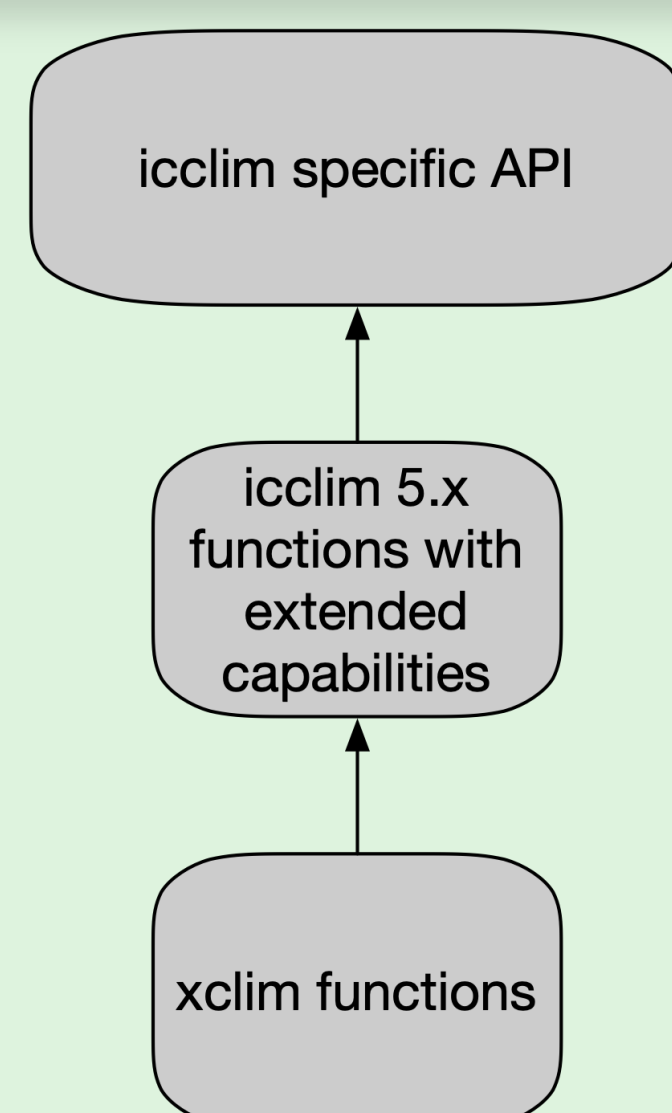 icclim specific API
icclim 5.x
functions with
extended
capabilities
xclim functions